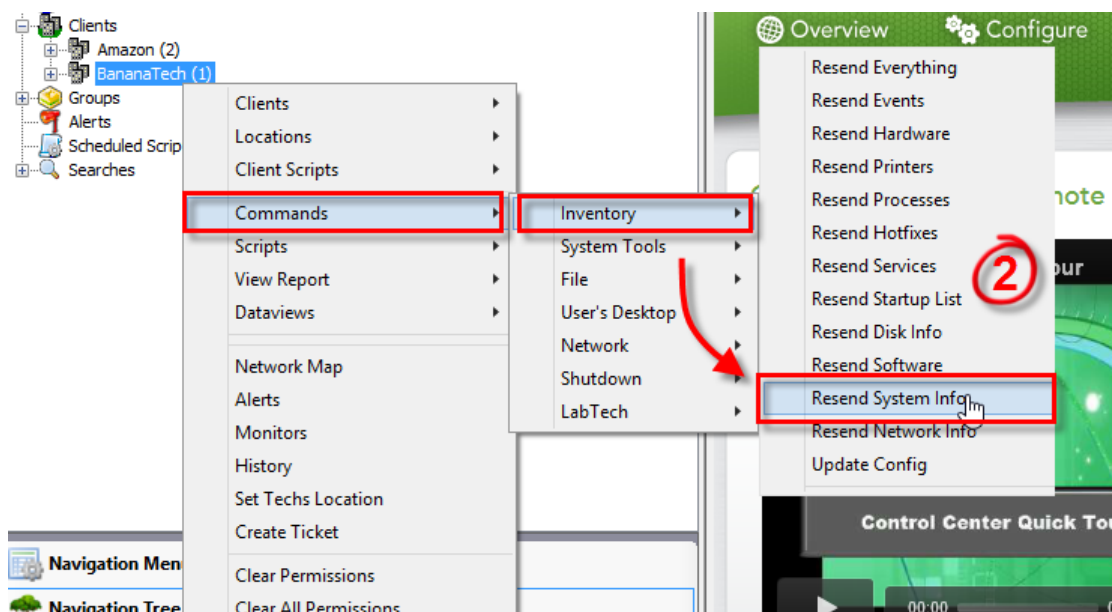 Clients
Amazon (2)
BananaTech (1)
Groups
Alerts
Scheduled Scrip
Searches
Clients
Locations
Client Scripts
Commands
Scripts
View Report
Dataviews
Network Map
Alerts
Monitors
History
Set Techs Location
Create Ticket
Clear Permissions
Clear All Permissions
Inventory
System Tools
File
User's Desktop
Network
Shutdown
LabTech
Overview Configure
Resend Everything
Resend Events
Resend Hardware
Resend Printers
Resend Processes
Resend Hotfixes
Resend Services
Resend Startup List
Resend Disk Info
Resend Software
Resend System Info
Resend Network Info
Update Config
2
note
our
Control Center Quick Tou
00:00
Navigation Men
Navigation Tree